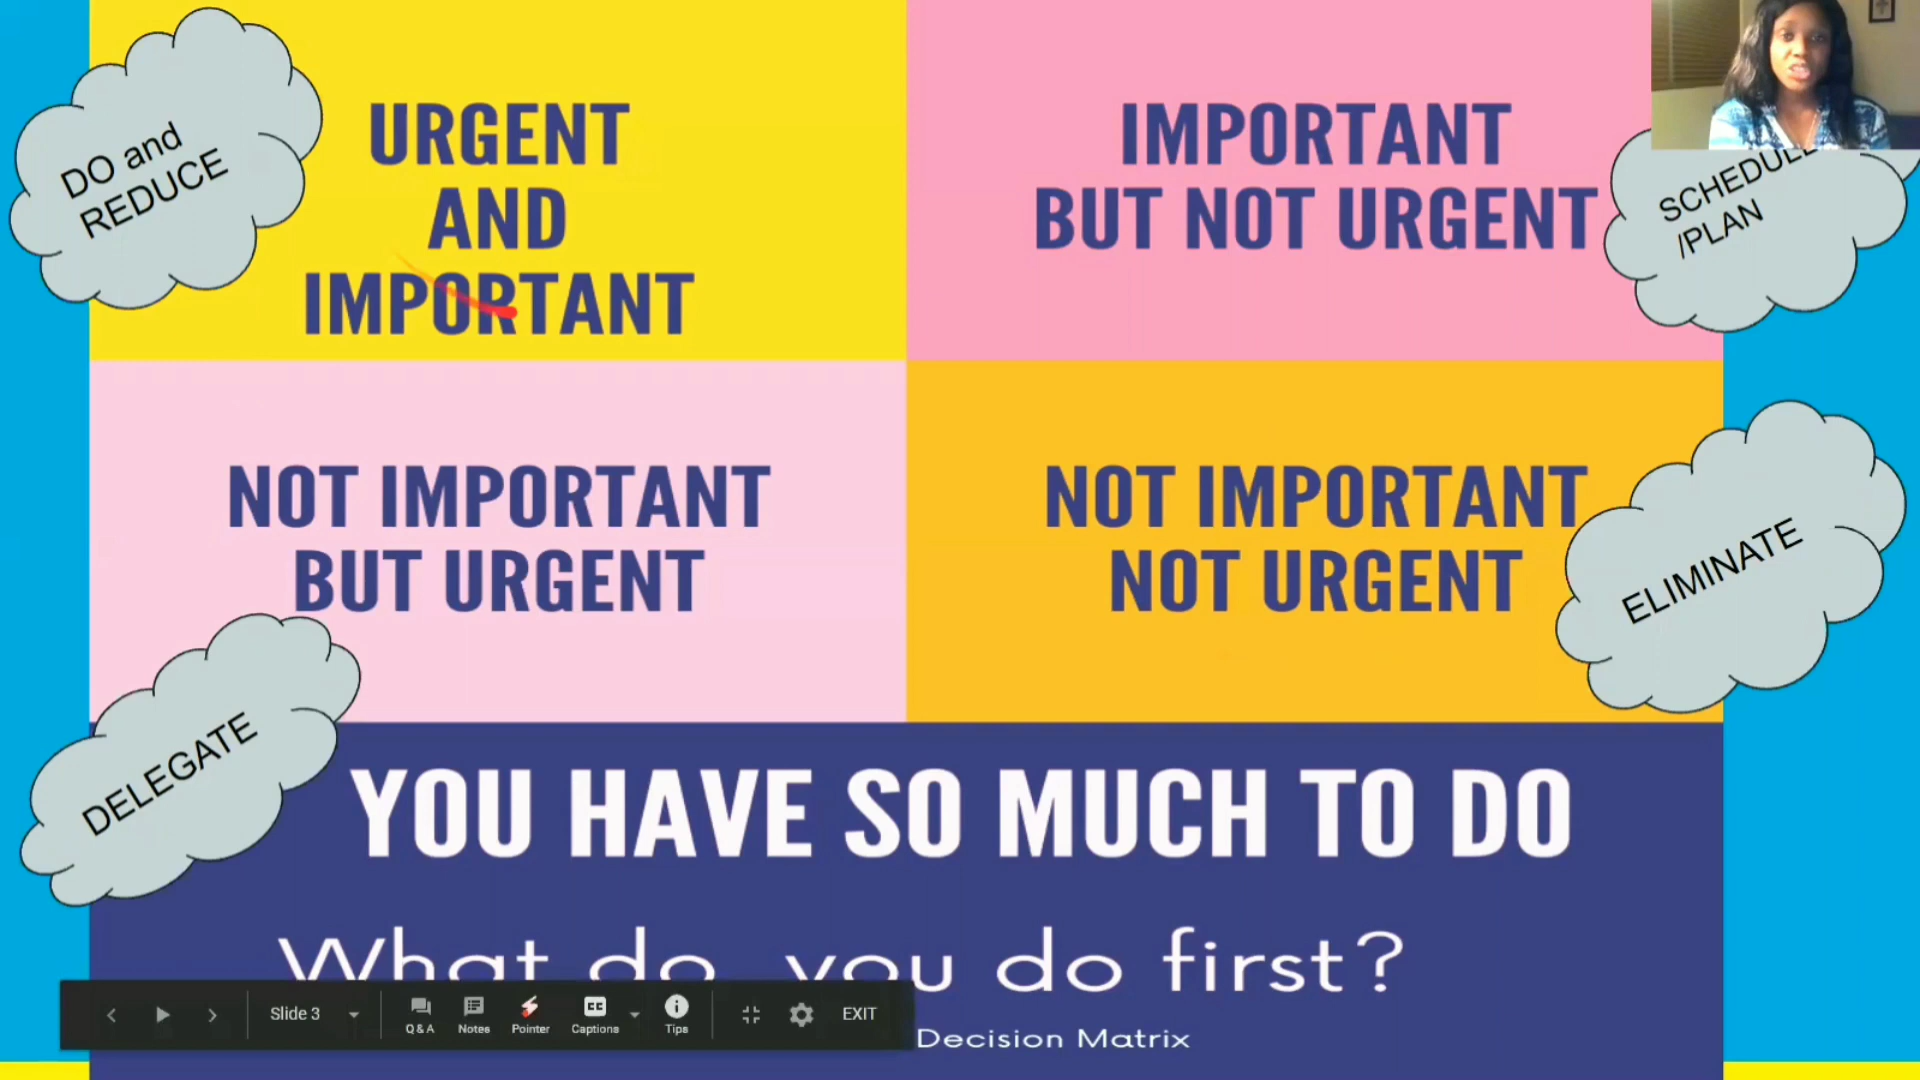 DO and
REDUCE
URGENT
AND
IMPORTANT
IMPORTANT
BUT NOT URGENT
SCHEDULE
/PLAN
NOT IMPORTANT
BUT URGENT
NOT IMPORTANT
NOT URGENT
ELIMINATE
DELEGATE
YOU HAVE SO MUCH TO DO
What do you do first?
Decision Matrix
Slide 3
Q & A
Notes
Pointer
CC
Captions
Tips
EXIT